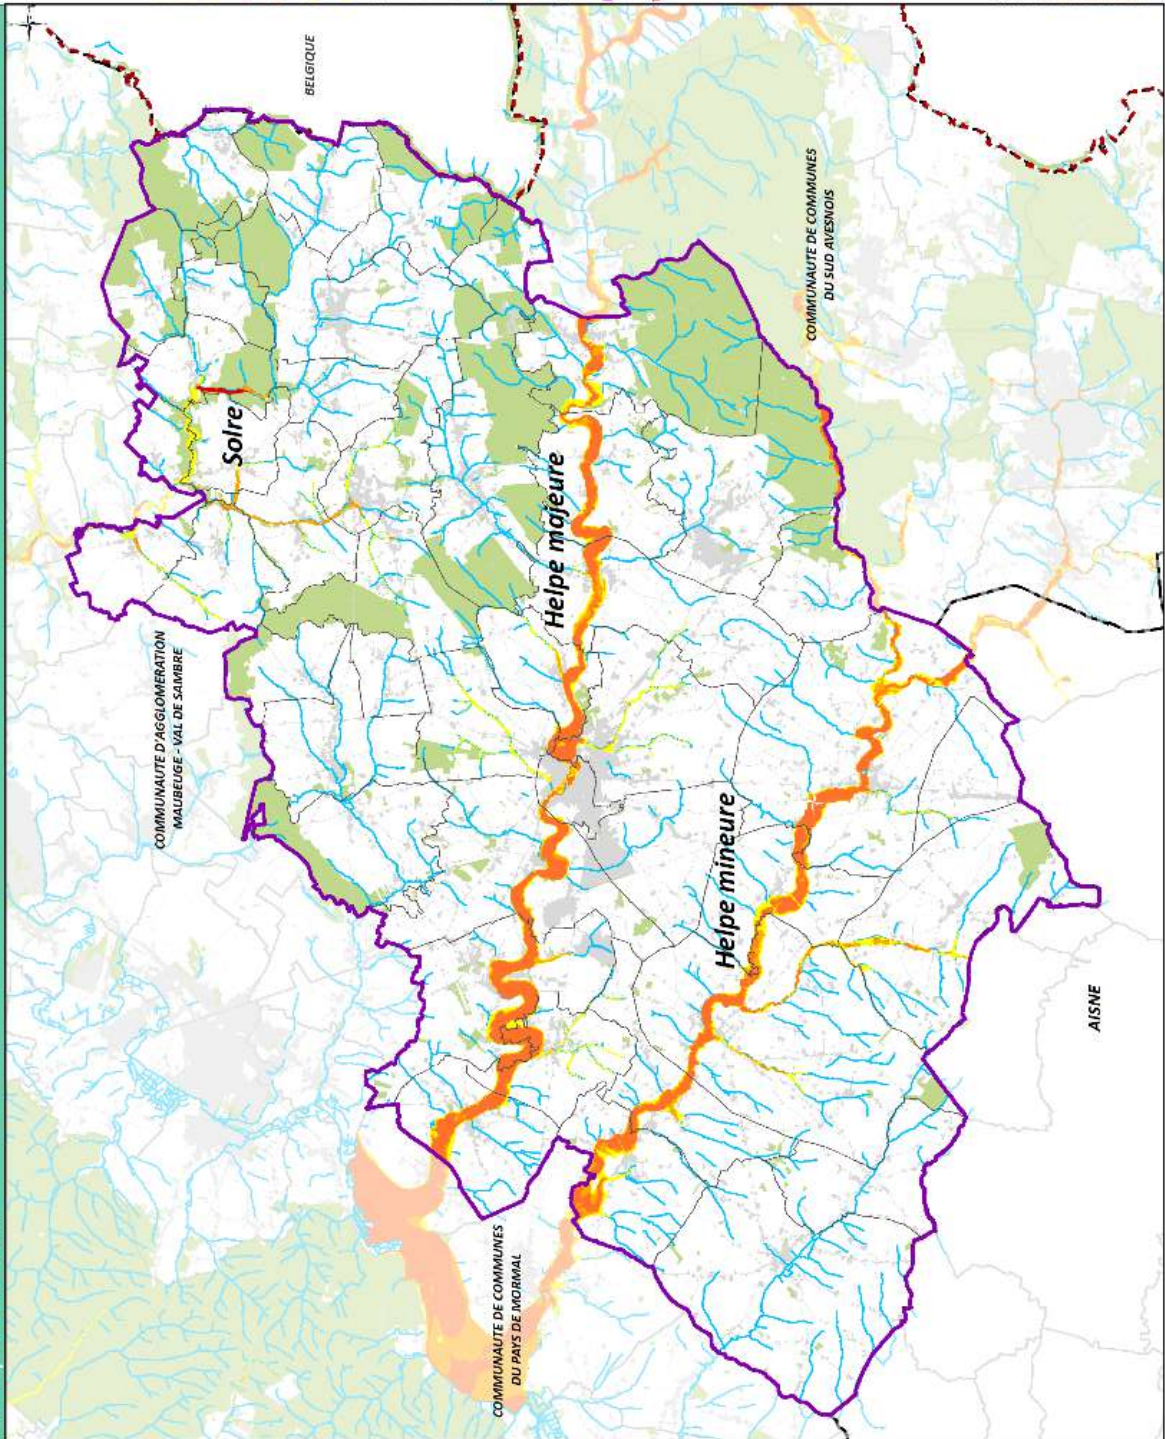 BELGIQUE
COMMUNAUTE DE COMMUNES
DU SUD AVESNOIS
Solre
Helpe majeure
COMMUNAUTE D'AGGLOMERATION
MAUBEUGE - VAL DE SAMBRE
Helpe mineure
AISNE
COMMUNAUTE DE COMMUNES
DU PAYS DE MORMAL